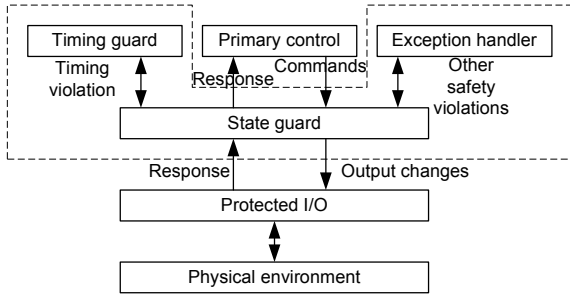 Timing guard
Primary control
Exception handler
Timing
violation
Response
Commands
Other
safety
violations
State guard
Response
Output changes
Protected I/O
Physical environment